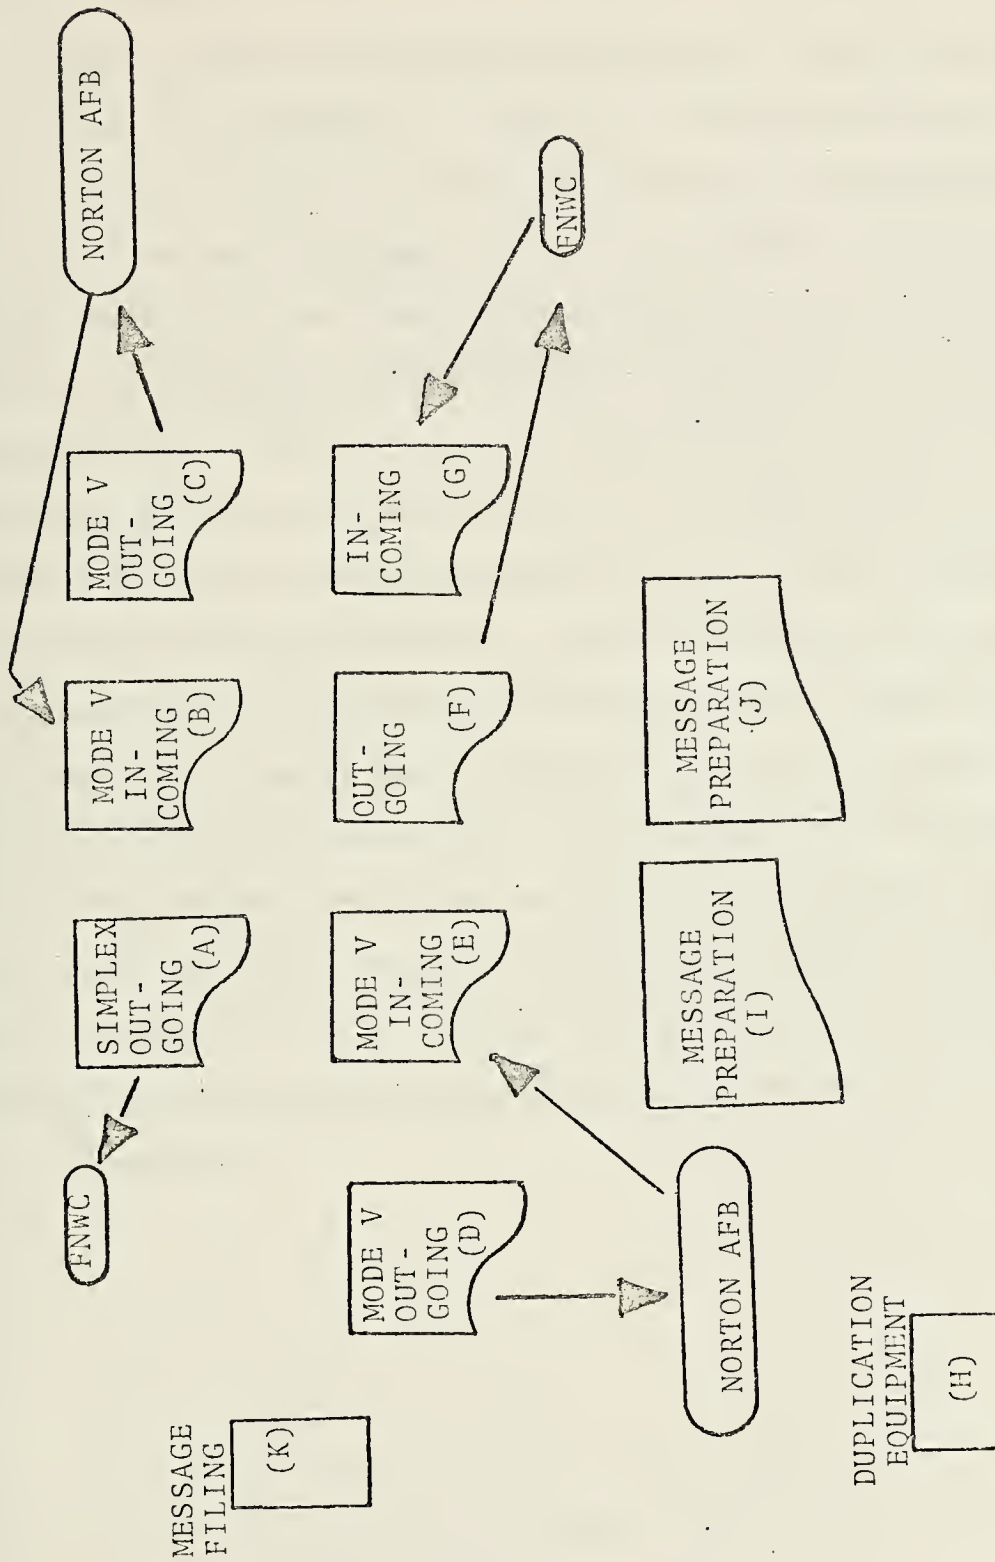 MESSAGE
FILING
(K)
FNWC
SIMPLEX
OUT-
GOING
(A)
MODE V
IN-
COMING
(B)
MODE V
OUT-
GOING
(C)
NORTON AFB
MODE V
OUT-
GOING
(D)
MODE V
IN-
COMING
(E)
OUT-
GOING
(F)
IN-
COMING
(G)
FNWC
NORTON AFB
MESSAGE
PREPARATION
(I)
MESSAGE
PREPARATION
(J)
DUPLICATION
EQUIPMENT
(H)